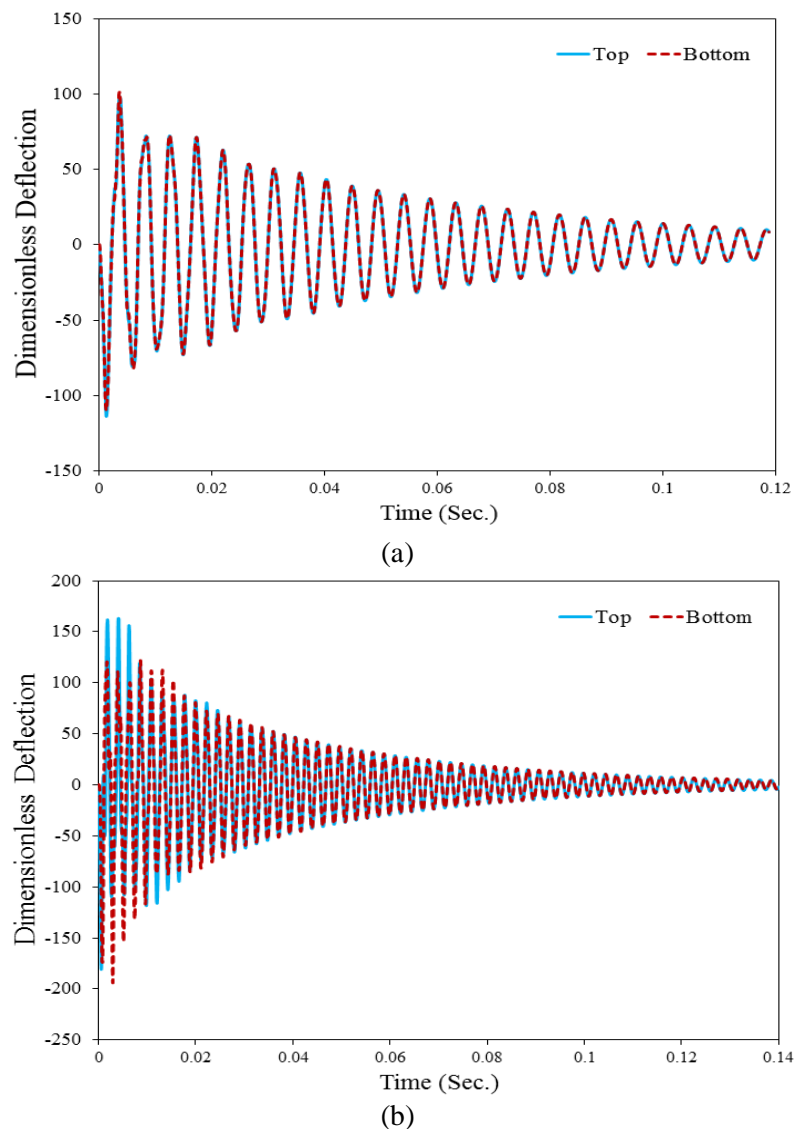 150
100
50
0
-50
-100
-150
Dimensionless Deflection
Top Bottom
0 0.02 0.04 0.06 0.08 0.1 0.12
Time (Sec.)
(a)
200
150
100
50
0
-50
-100
-150
-200
-250
Dimensionless Deflection
Top Bottom
0 0.02 0.04 0.06 0.08 0.1 0.12 0.14
Time (Sec.)
(b)